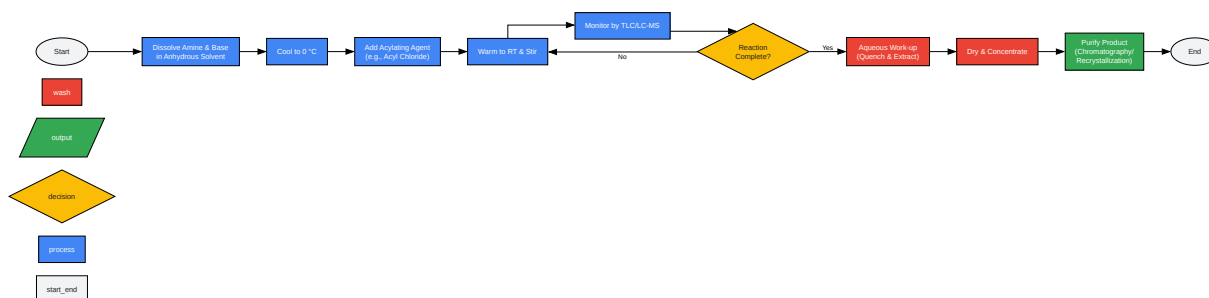 Start
Dissolve Amine & Base
in Anhydrous Solvent
Cool to 0 °C
Add Acylating Agent
(e.g., Acyl Chloride)
Warm to RT & Stir
Monitor by TLC/LC-MS
No
Reaction
Complete?
Yes
Aqueous Work-up
(Quench & Extract)
Dry & Concentrate
Purify Product
(Chromatography/
Recrystallization)
End
wash
output
decision
process
start_end